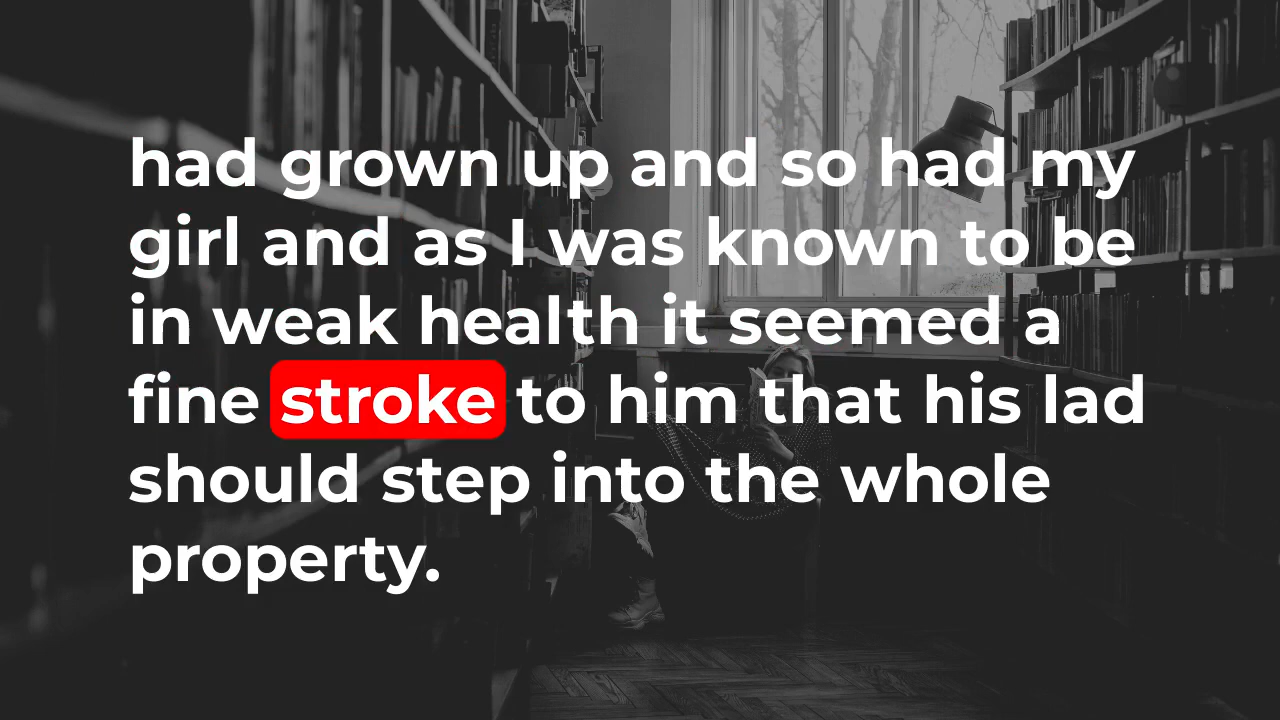 had grown up and so had my
girl and as I was known to be
in weak health it seemed a
fine stroke to him that his lad
should step into the whole
property.